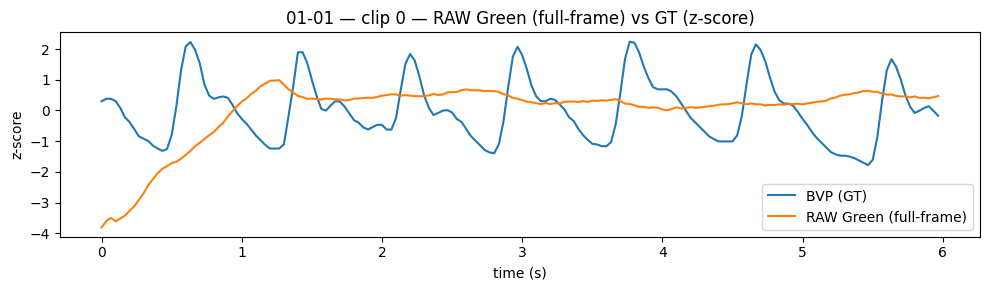 01-01 — clip 0 — RAW Green (full-frame) vs GT (z-score)
z-score
2
1
0
−1
−2
−3
−4
BVP (GT)
RAW Green (full-frame)
0 1 2 3 4 5 6
time (s)